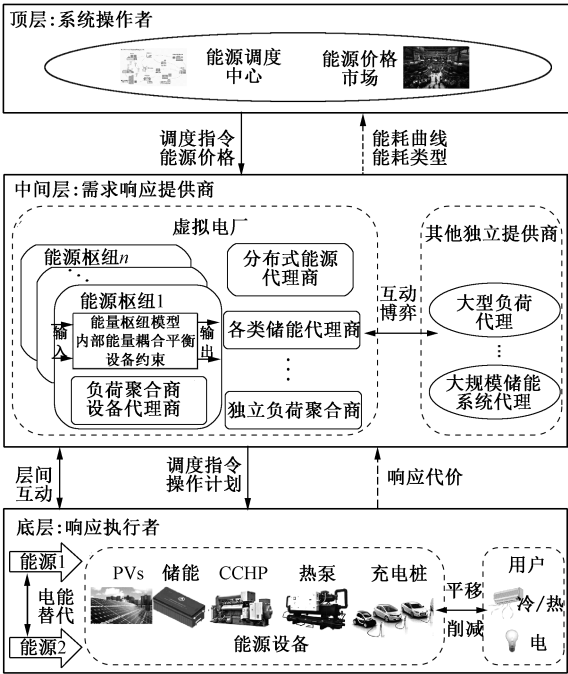 顶层:系统操作者
能源调度
中心
能源价格
市场
调度指令
能源价格
能耗曲线
能耗类型
中间层:需求响应提供商
虚拟电厂
能源枢纽n
能源枢纽1
输
入
能量枢纽模型
内部能量耦合平衡
设备约束
输
出
负荷聚合商
设备代理商
分布式能源
代理商
各类储能代理商
⋮
独立负荷聚合商
互动
博弈
其他独立提供商
大型负荷
代理
⋮
大规模储能
系统代理
层间
互动
调度指令
操作计划
响应代价
底层:响应执行者
能源1
电能
替代
能源2
PVs
储能
CCHP
热泵
充电桩
能源设备
平移
削减
用户
冷/热
电